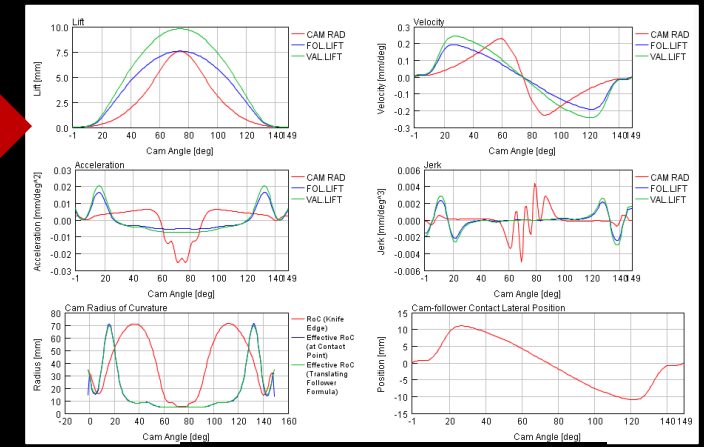 Lift
10.0
7.5
5.0
2.5
0.0
Lift [mm]
-1 20 40 60 80 100 120 140149
Cam Angle [deg]
CAM RAD
FOL.LIFT
VAL.LIFT
Velocity
0.3
0.2
0.1
0.0
-0.1
-0.2
-0.3
Velocity [mm/deg]
-1 20 40 60 80 100 120 140149
Cam Angle [deg]
CAM RAD
FOL.LIFT
VAL.LIFT
Acceleration
0.03
0.02
0.01
0.00
-0.01
-0.02
-0.03
Acceleration [mm/deg^2]
-1 20 40 60 80 100 120 140149
Cam Angle [deg]
CAM RAD
FOL.LIFT
VAL.LIFT
Jerk
0.006
0.004
0.002
0.000
-0.002
-0.004
-0.006
Jerk [mm/deg^3]
-1 20 40 60 80 100 120 140149
Cam Angle [deg]
CAM RAD
FOL.LIFT
VAL.LIFT
Cam Radius of Curvature
80
70
60
50
40
30
20
10
0
Radius [mm]
-20 0 20 40 60 80 100 120 140 160
Cam Angle [deg]
RoC (Knife
Edge)
Effective RoC
(at Contact
Point)
Effective RoC
(Translating
Follower
Formula)
Cam-follower Contact Lateral Position
15
10
5
0
-5
-10
-15
Position [mm]
-1 20 40 60 80 100 120 149
Cam Angle [deg]